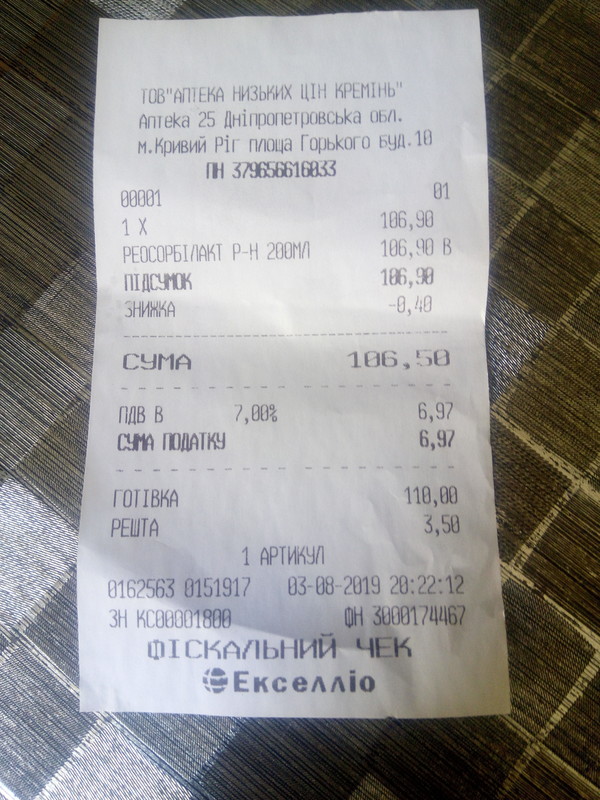 ТОВ"АПТЕКА НИЗЬКИХ ЦІН КРЕМІНЬ"
Аптека 25 Дніпропетровська обл.
м.Кривий Ріг площа Горького буд.10
ПН 379656616033
00001 01
1 X 106,90
РЕОСОРБІЛАКТ Р-Н 200МЛ 106,90 В
ПІДСУМОК 106,90
ЗНИЖКА -0,40
СУМА 106,50
ПДВ В 7,00% 6,97
СУМА ПОДАТКУ 6,97
ГОТІВКА 110,00
РЕШТА 3,50
1 АРТИКУЛ
0162563 0151917 03-08-2019 20:22:12
ЗН КС00001800 ФН 3000174467
ФІСКАЛЬНИЙ ЧЕК
Екселліо